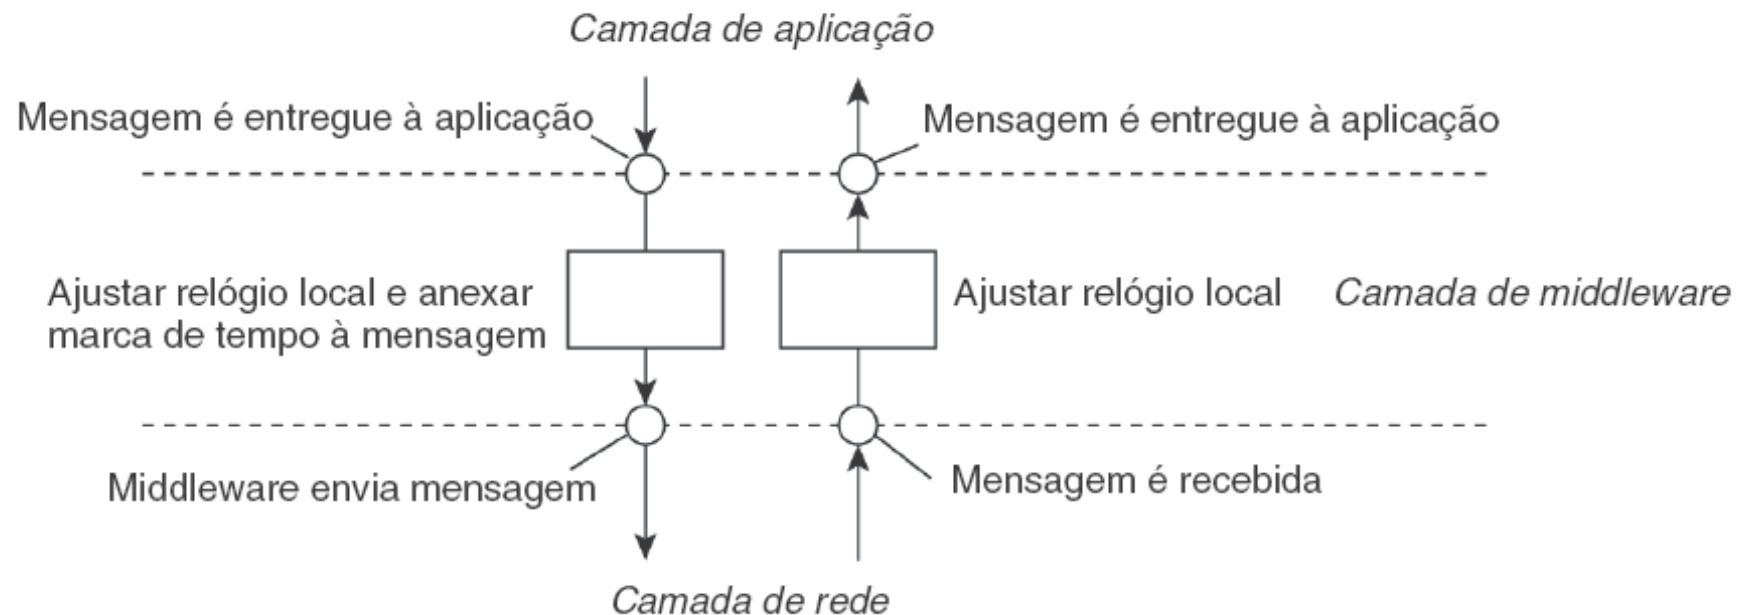 Camada de aplicação
Mensagem é entregue à aplicação
Mensagem é entregue à aplicação
Ajustar relógio local e anexar
marca de tempo à mensagem
Ajustar relógio local
Camada de middleware
Middleware envia mensagem
Mensagem é recebida
Camada de rede